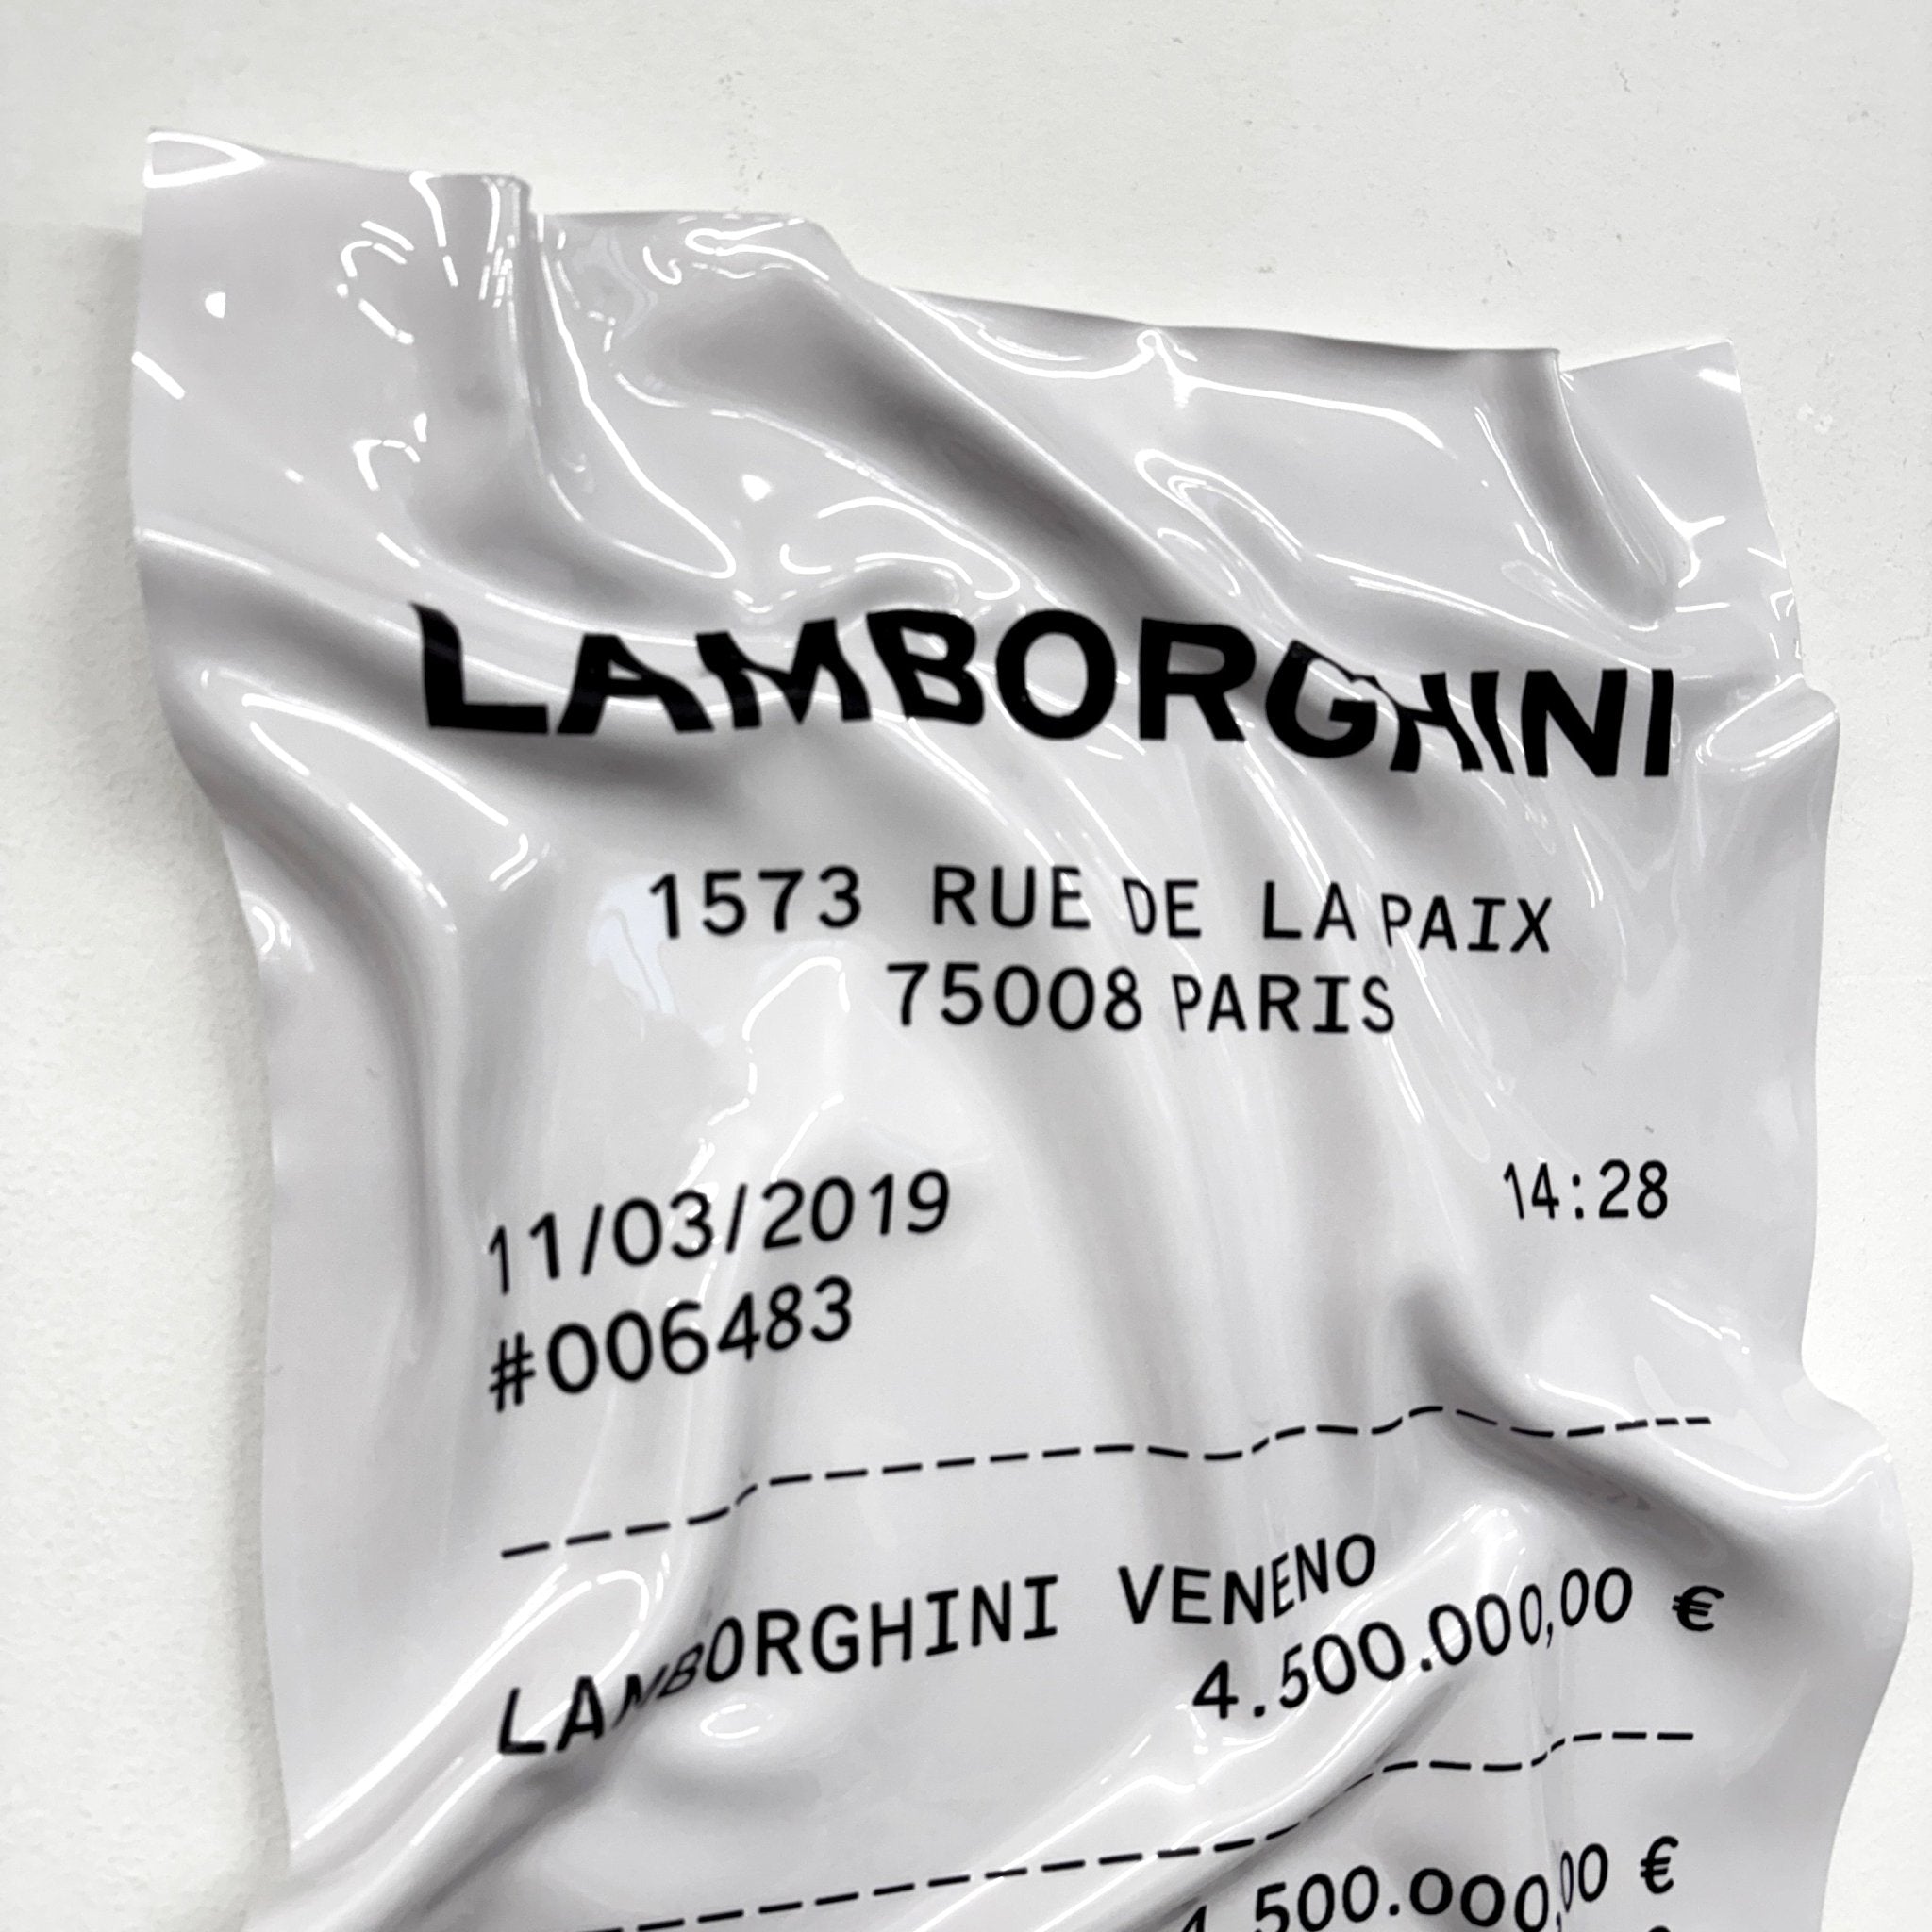 LAMBORGHINI
1573 RUE DE LA PAIX
75008 PARIS
11/03/2019 14:28
#006483
LAMBORGHINI VENENO
4.500.000,00 €
4.500.000,00 €